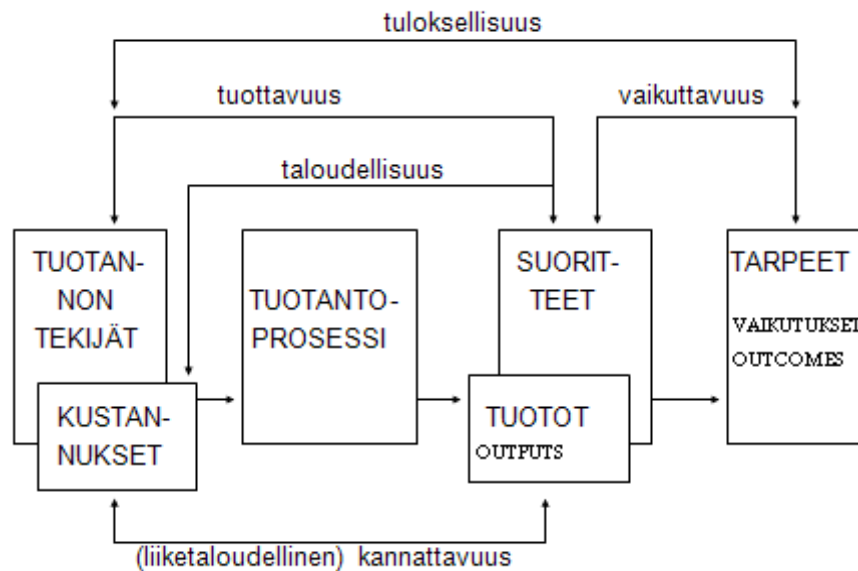 tuloksellisuus
tuottavuus
vaikuttavuus
taloudellisuus
TUOTAN-
NON
TEKIJÄT
KUSTAN-
NUKSET
TUOTANTO-
PROSESSI
SUORIT-
TEET
TUOTOT
OUTPUTS
TARPEET
VAIKUTUKSET
OUTCOMES
(liiketaloudellinen) kannattavuus